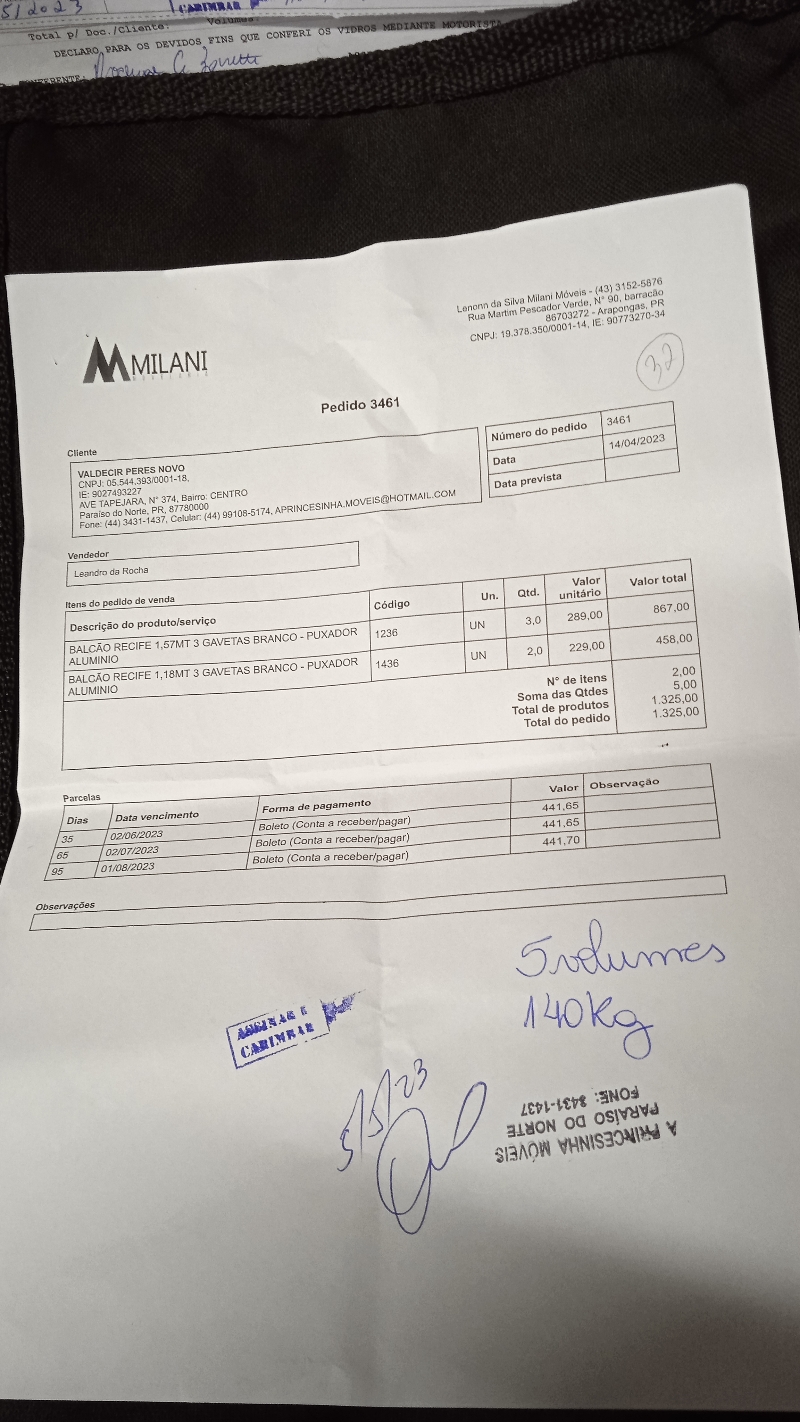 5/2023
CARIMBAR
Total p/ Doc./Cliente: Volumes
DECLARO PARA OS DEVIDOS FINS QUE CONFERI OS VIDROS MEDIANTE MOTORISTA
Lenonn da Silva Milani Móveis - (43) 3152-5876
Rua Martim Pescador Verde, N° 90, barracão
86703272 - Arapongas, PR
CNPJ: 19.378.350/0001-14, IE: 90773270-34
MILANI
32
Pedido 3461
Cliente
VALDECIR PERES NOVO
CNPJ: 05.544.393/0001-18,
IE: 9027493227
AVE TAPEJARA, N° 374, Bairro: CENTRO
Paraíso do Norte, PR, 87780000
Fone: (44) 3431-1437, Celular: (44) 99108-5174, APRINCESINHA.MOVEIS@HOTMAIL.COM
Número do pedido 3461
Data 14/04/2023
Data prevista
Vendedor
Leandro da Rocha
Itens do pedido de venda
Descrição do produto/serviço Código Un. Qtd. Valor unitário Valor total
BALCÃO RECIFE 1,57MT 3 GAVETAS BRANCO - PUXADOR 1236 UN 3,0 289,00 867,00
ALUMINIO
BALCÃO RECIFE 1,18MT 3 GAVETAS BRANCO - PUXADOR 1436 UN 2,0 229,00 458,00
ALUMINIO
N° de itens 2,00
Soma das Qtdes 5,00
Total de produtos 1.325,00
Total do pedido 1.325,00
Parcelas
Dias Data vencimento Forma de pagamento Valor Observação
35 02/06/2023 Boleto (Conta a receber/pagar) 441,65
65 02/07/2023 Boleto (Conta a receber/pagar) 441,65
95 01/08/2023 Boleto (Conta a receber/pagar) 441,70
Observações
5 volumes
140kg
ASSINAR E
CARIMBAR
5/5/23
A PRINCESINHA MÓVEIS
PARAÍSO DO NORTE
FONE: 3431-1437